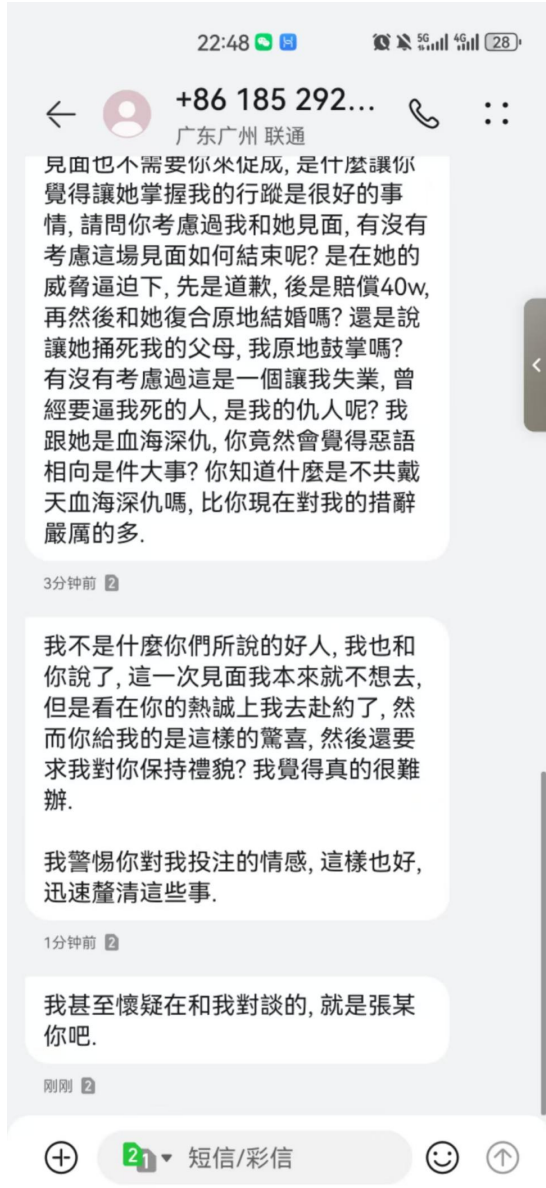 22:48
5G 4G 28
+86 185 292...
广东广州 联通
見面也不需要你來促成, 是什麼讓你
覺得讓她掌握我的行蹤是很好的事
情, 請問你考慮過我和她見面, 有沒有
考慮這場見面如何結束呢? 是在她的
威脅逼迫下, 先是道歉, 後是賠償40w,
再然後和她復合原地結婚嗎? 還是說
讓她捅死我的父母, 我原地鼓掌嗎?
有沒有考慮過這是一個讓我失業, 曾
經要逼我死的人, 是我的仇人呢? 我
跟她是血海深仇, 你竟然會覺得惡語
相向是件大事? 你知道什麼是不共戴
天血海深仇嗎, 比你現在對我的措辭
嚴厲的多.
3分钟前 2
我不是什麼你們所說的好人, 我也和
你說了, 這一次見面我本來就不想去,
但是看在你的熱誠上我去赴約了, 然
而你給我的是這樣的驚喜, 然後還要
求我對你保持禮貌? 我覺得真的很難
辦.
我警惕你對我投注的情感, 這樣也好,
迅速釐清這些事.
1分钟前 2
我甚至懷疑在和我對談的, 就是張某
你吧.
刚刚 2
2 1 短信/彩信